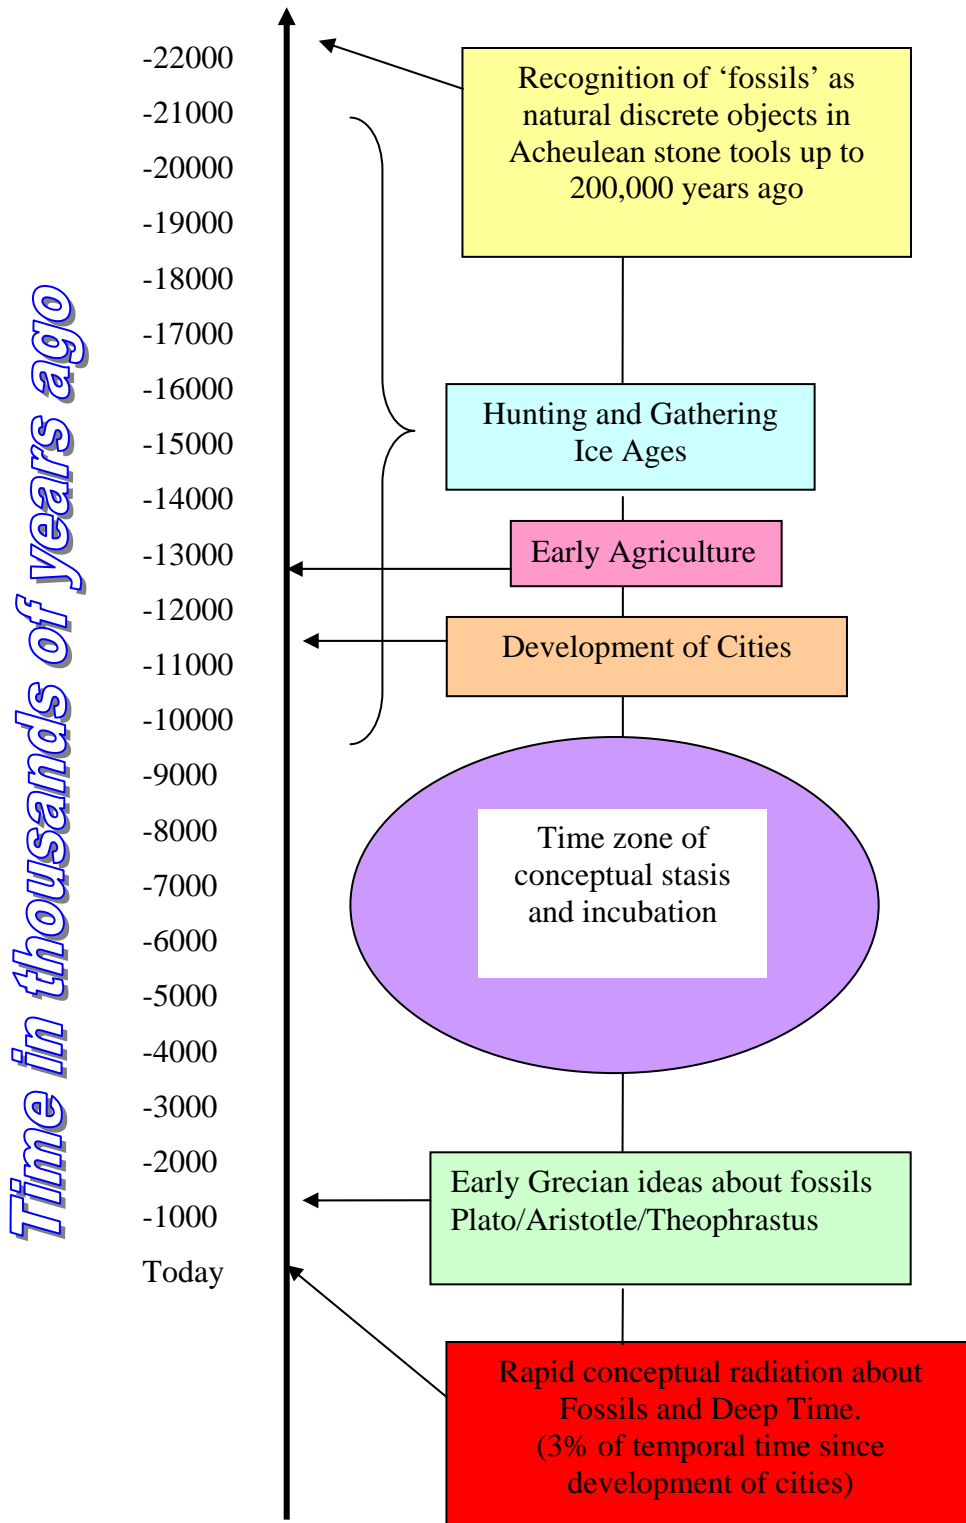 Time in thousands of years ago
-22000
-21000
-20000
-19000
-18000
-17000
-16000
-15000
-14000
-13000
-12000
-11000
-10000
-9000
-8000
-7000
-6000
-5000
-4000
-3000
-2000
-1000
Today
Recognition of ‘fossils’ as
natural discrete objects in
Acheulean stone tools up to
200,000 years ago
Hunting and Gathering
Ice Ages
Early Agriculture
Development of Cities
Time zone of
conceptual stasis
and incubation
Early Grecian ideas about fossils
Plato/Aristotle/Theophrastus
Rapid conceptual radiation about
Fossils and Deep Time.
(3% of temporal time since
development of cities)